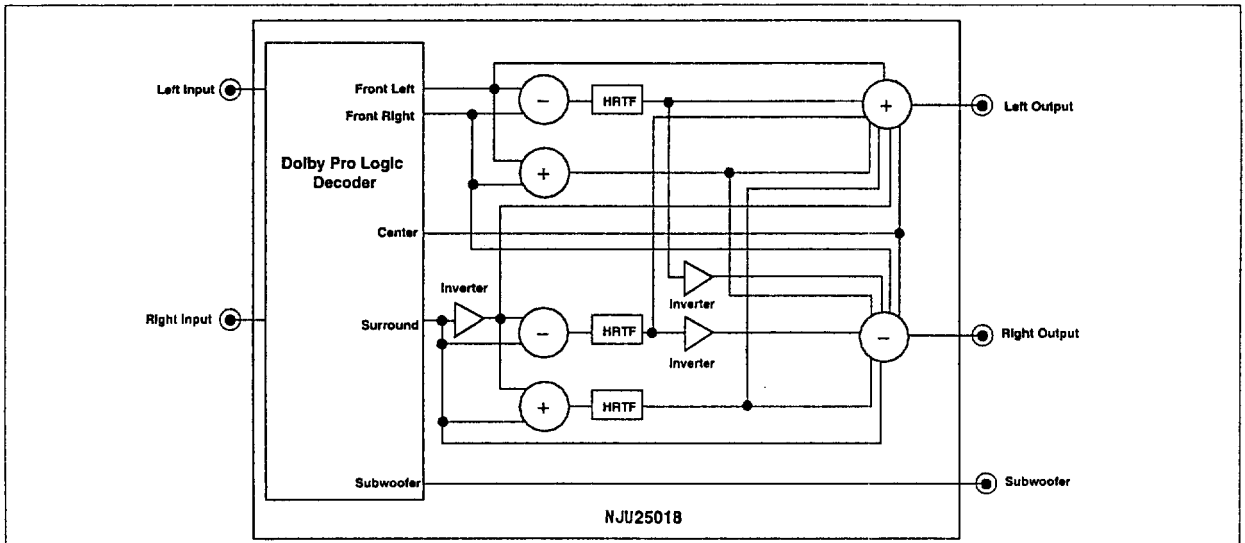 Left Input
Front Left
HRTF
-
+
Left Output
Front Right
Dolby Pro Logic
Decoder
+
Center
Inverter
Inverter
Right Input
Surround
-
HRTF
-
Right Output
Inverter
+
HRTF
Subwoofer
Subwoofer
NJU25018